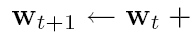 w_{t+1} ← w_t +